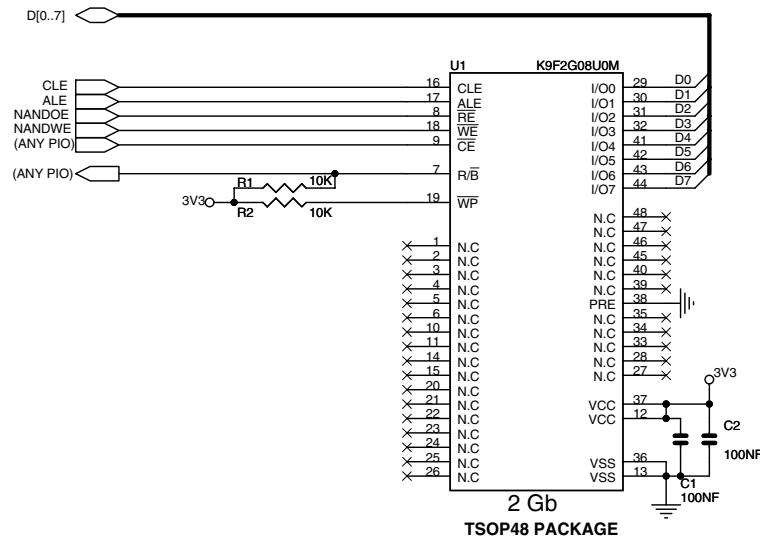 D[0..7]
U1 K9F2G08U0M
CLE 16 CLE I/O0 29 D0
ALE 17 ALE I/O1 30 D1
NANDOE 8 RE I/O2 31 D2
NANDWE 18 WE I/O3 32 D3
(ANY PIO) 9 CE I/O4 41 D4
I/O5 42 D5
(ANY PIO) 7 R/B I/O6 43 D6
I/O7 44 D7
R1 10K
3V3 R2 10K 19 WP
N.C 48
N.C 47
1 N.C N.C 46
2 N.C N.C 45
3 N.C N.C 40
4 N.C N.C 39
5 N.C PRE 38
6 N.C N.C 35
10 N.C N.C 34
11 N.C N.C 33
14 N.C N.C 28
15 N.C N.C 27
20 N.C 3V3
21 N.C VCC 37
22 N.C VCC 12
23 N.C C2
24 N.C 100NF
25 N.C VSS 36
26 N.C VSS 13
C1
100NF
2 Gb
TSOP48 PACKAGE